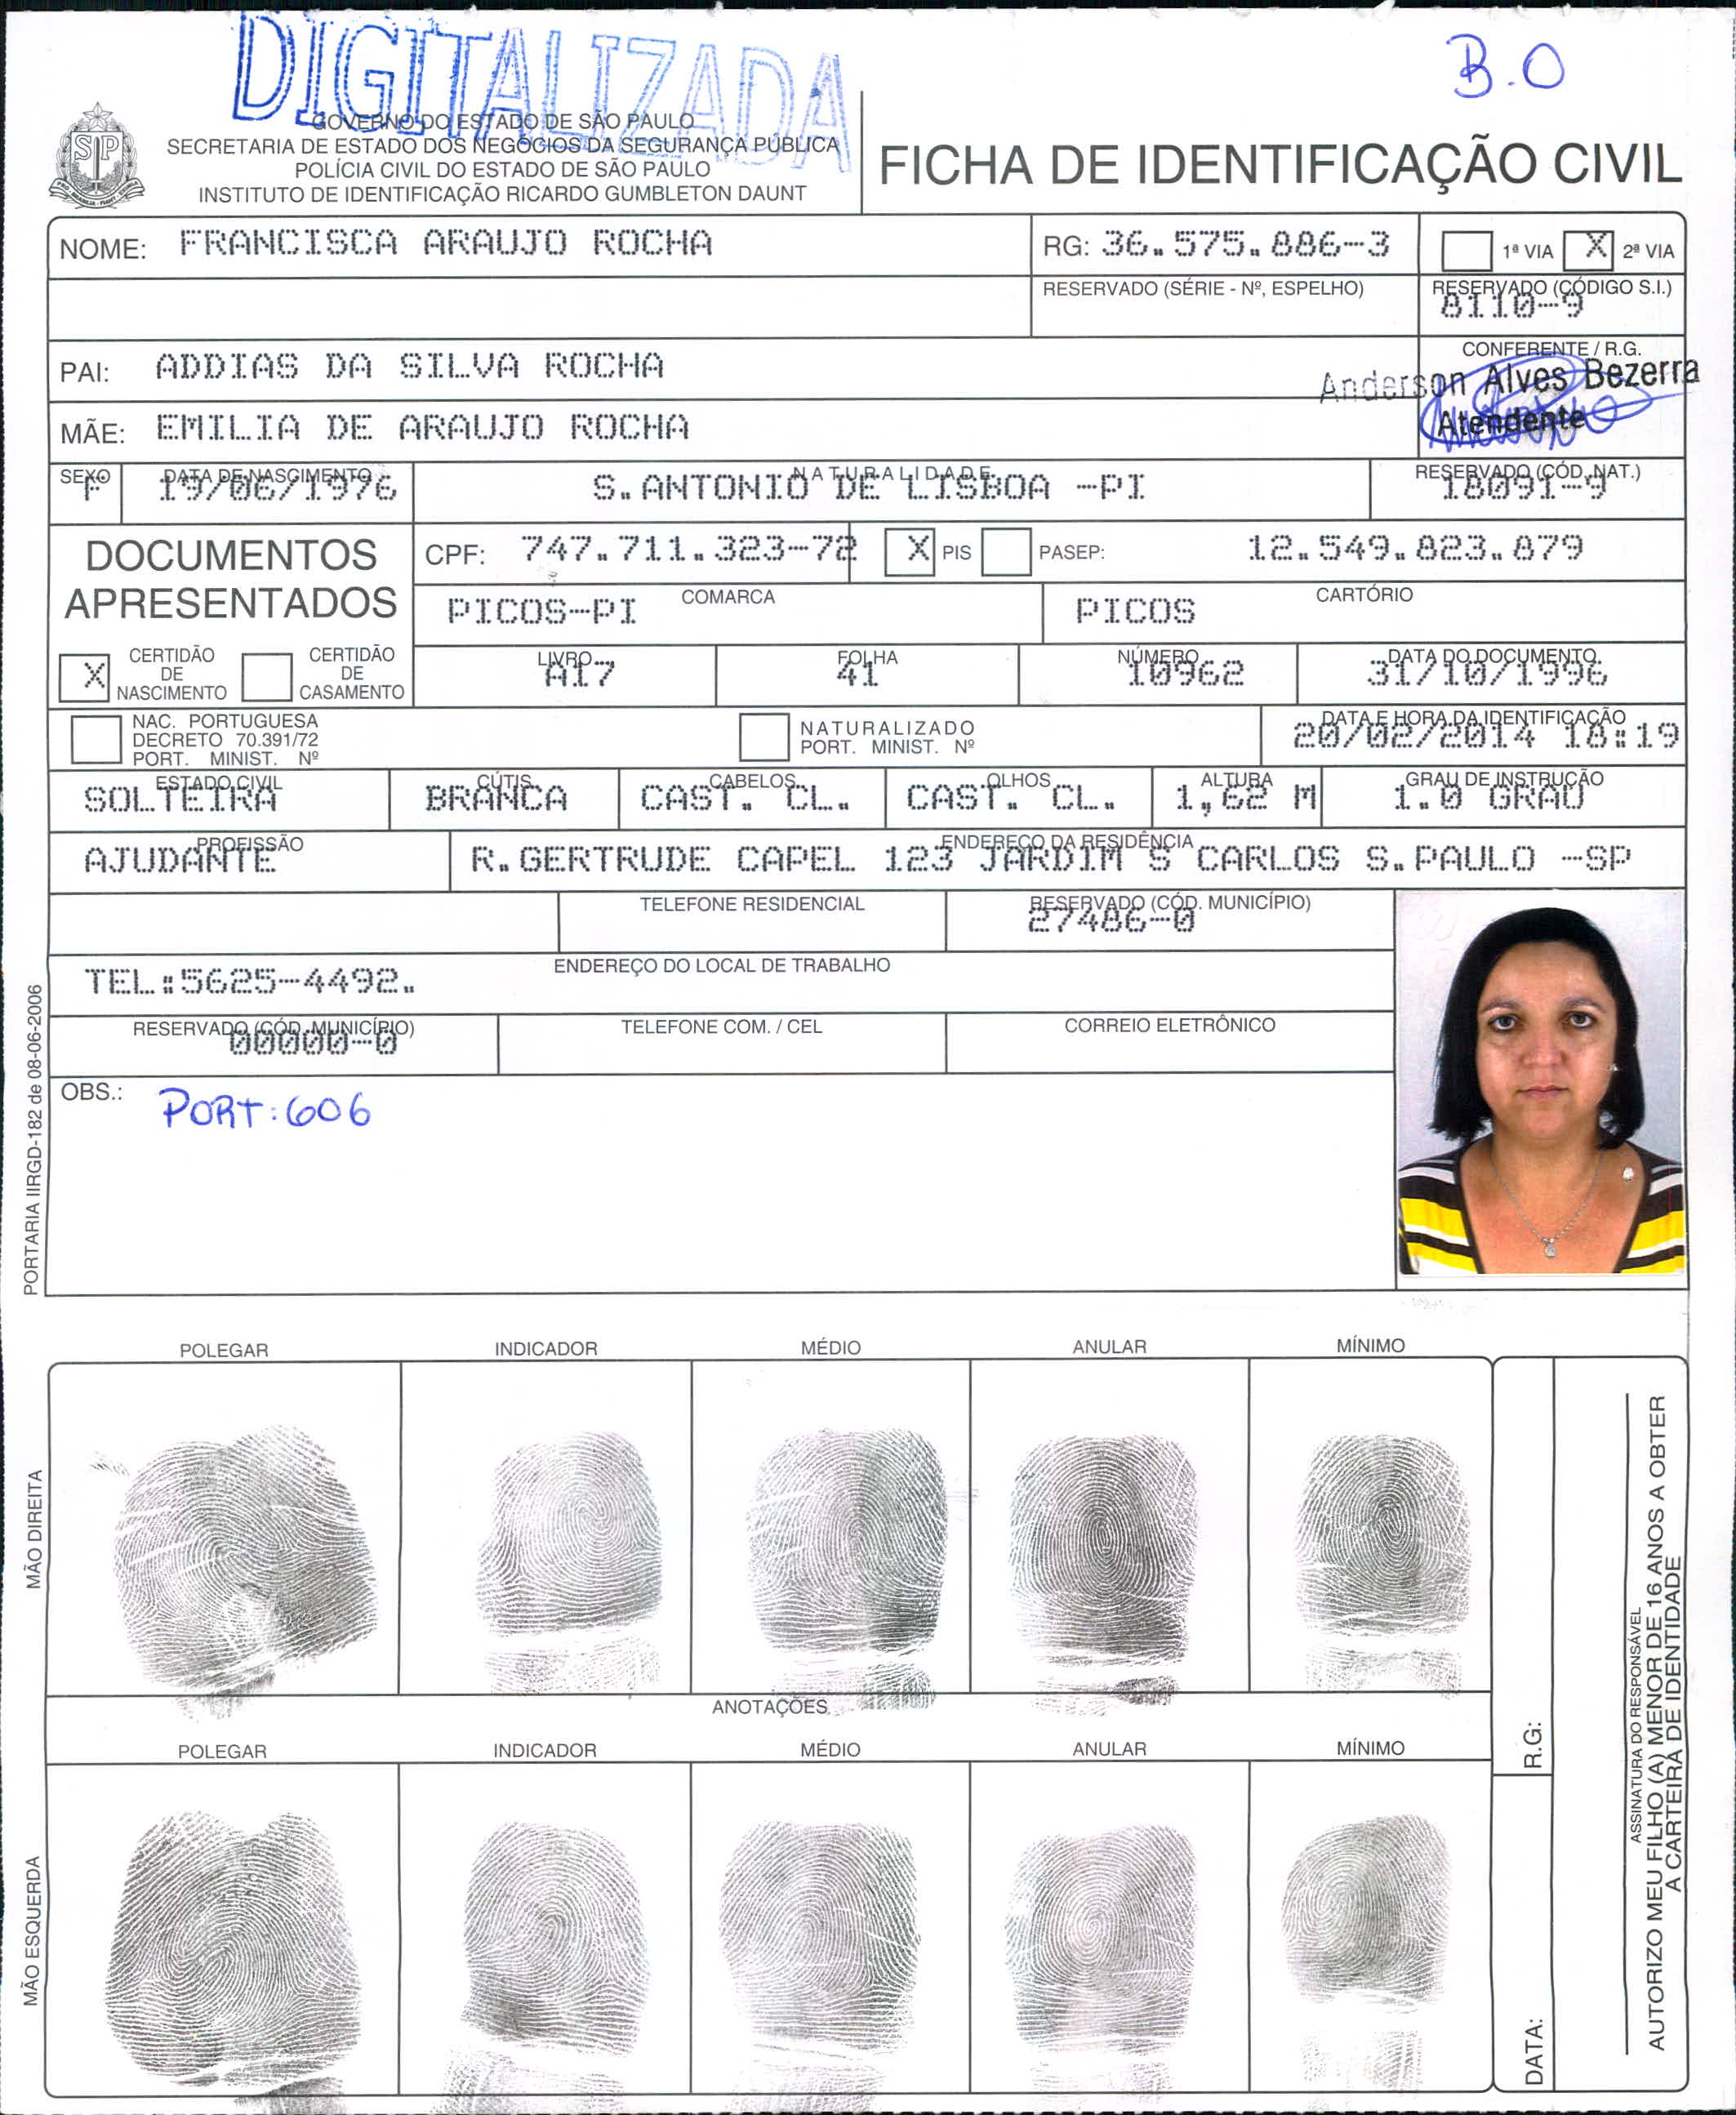 DIGITALIZADA
B.O
SP
GOVERNO DO ESTADO DE SÃO PAULO
SECRETARIA DE ESTADO DOS NEGÓCIOS DA SEGURANÇA PÚBLICA
POLÍCIA CIVIL DO ESTADO DE SÃO PAULO
INSTITUTO DE IDENTIFICAÇÃO RICARDO GUMBLETON DAUNT
FICHA DE IDENTIFICAÇÃO CIVIL
NOME: FRANCISCA ARAUJO ROCHA
RG: 36.575.886-3
1ª VIA X 2ª VIA
RESERVADO (SÉRIE - Nº, ESPELHO)
RESERVADO (CÓDIGO S.I.)
8110-9
PAI: ADDIAS DA SILVA ROCHA
CONFERENTE / R.G.
Anderson Alves Bezerra
Atendente
MÃE: EMILIA DE ARAUJO ROCHA
SEXO
F
DATA DE NASCIMENTO
19/06/1976
NATURALIDADE
S.ANTONIO DE LISBOA -PI
RESERVADO (CÓD. NAT.)
18091-9
DOCUMENTOS
APRESENTADOS
CPF: 747.711.323-72
X PIS PASEP: 12.549.823.879
COMARCA
PICOS-PI
CARTÓRIO
PICOS
X CERTIDÃO
DE
NASCIMENTO
CERTIDÃO
DE
CASAMENTO
LIVRO
A17
FOLHA
41
NÚMERO
10962
DATA DO DOCUMENTO
31/10/1996
NAC. PORTUGUESA
DECRETO 70.391/72
PORT. MINIST. Nº
NATURALIZADO
PORT. MINIST. Nº
DATA E HORA DA IDENTIFICAÇÃO
20/02/2014 18:19
ESTADO CIVIL
SOLTEIRA
CÚTIS
BRANCA
CABELOS
CAST. CL.
OLHOS
CAST. CL.
ALTURA
1,62 M
GRAU DE INSTRUÇÃO
1.0 GRAU
PROFISSÃO
AJUDANTE
ENDEREÇO DA RESIDÊNCIA
R.GERTRUDE CAPEL 123 JARDIM S CARLOS S.PAULO -SP
TELEFONE RESIDENCIAL
RESERVADO (CÓD. MUNICÍPIO)
27486-0
ENDEREÇO DO LOCAL DE TRABALHO
TEL:5625-4492.
RESERVADO (CÓD. MUNICÍPIO)
00000-0
TELEFONE COM. / CEL
CORREIO ELETRÔNICO
OBS.: PORT:606
PORTARIA IIRGD-182 de 08-06-2006
POLEGAR INDICADOR MÉDIO ANULAR MÍNIMO
MÃO DIREITA
ANOTAÇÕES
POLEGAR INDICADOR MÉDIO ANULAR MÍNIMO
MÃO ESQUERDA
R.G:
DATA:
ASSINATURA DO RESPONSÁVEL
AUTORIZO MEU FILHO (A) MENOR DE 16 ANOS A OBTER
A CARTEIRA DE IDENTIDADE